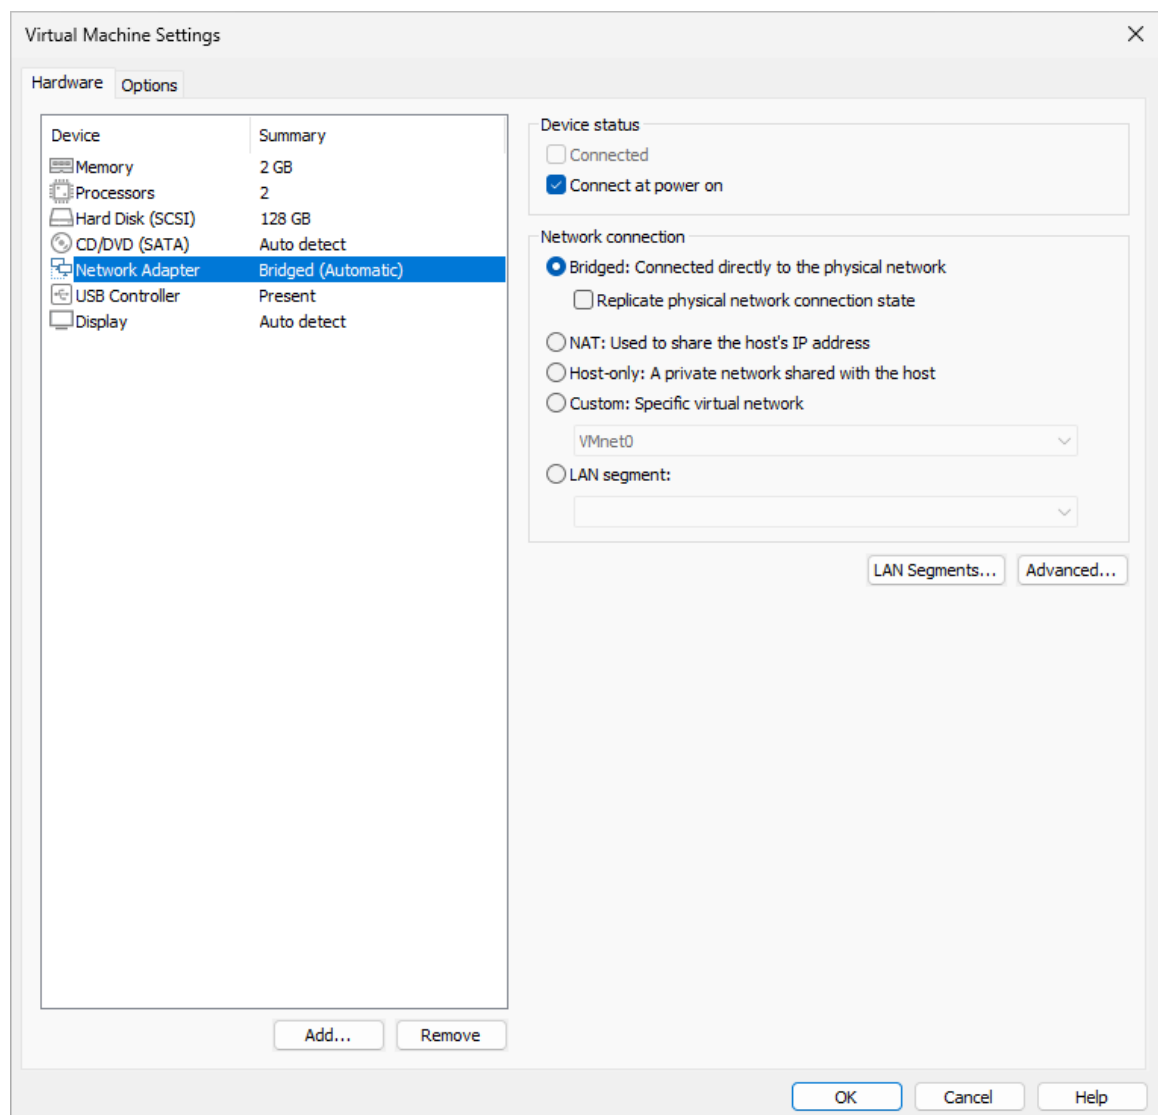 Virtual Machine Settings
Hardware Options
Device Summary
Memory 2 GB
Processors 2
Hard Disk (SCSI) 128 GB
CD/DVD (SATA) Auto detect
Network Adapter Bridged (Automatic)
USB Controller Present
Display Auto detect
Add... Remove
Device status
Connected
Connect at power on
Network connection
Bridged: Connected directly to the physical network
Replicate physical network connection state
NAT: Used to share the host's IP address
Host-only: A private network shared with the host
Custom: Specific virtual network
VMnet0
LAN segment:
LAN Segments... Advanced...
OK Cancel Help